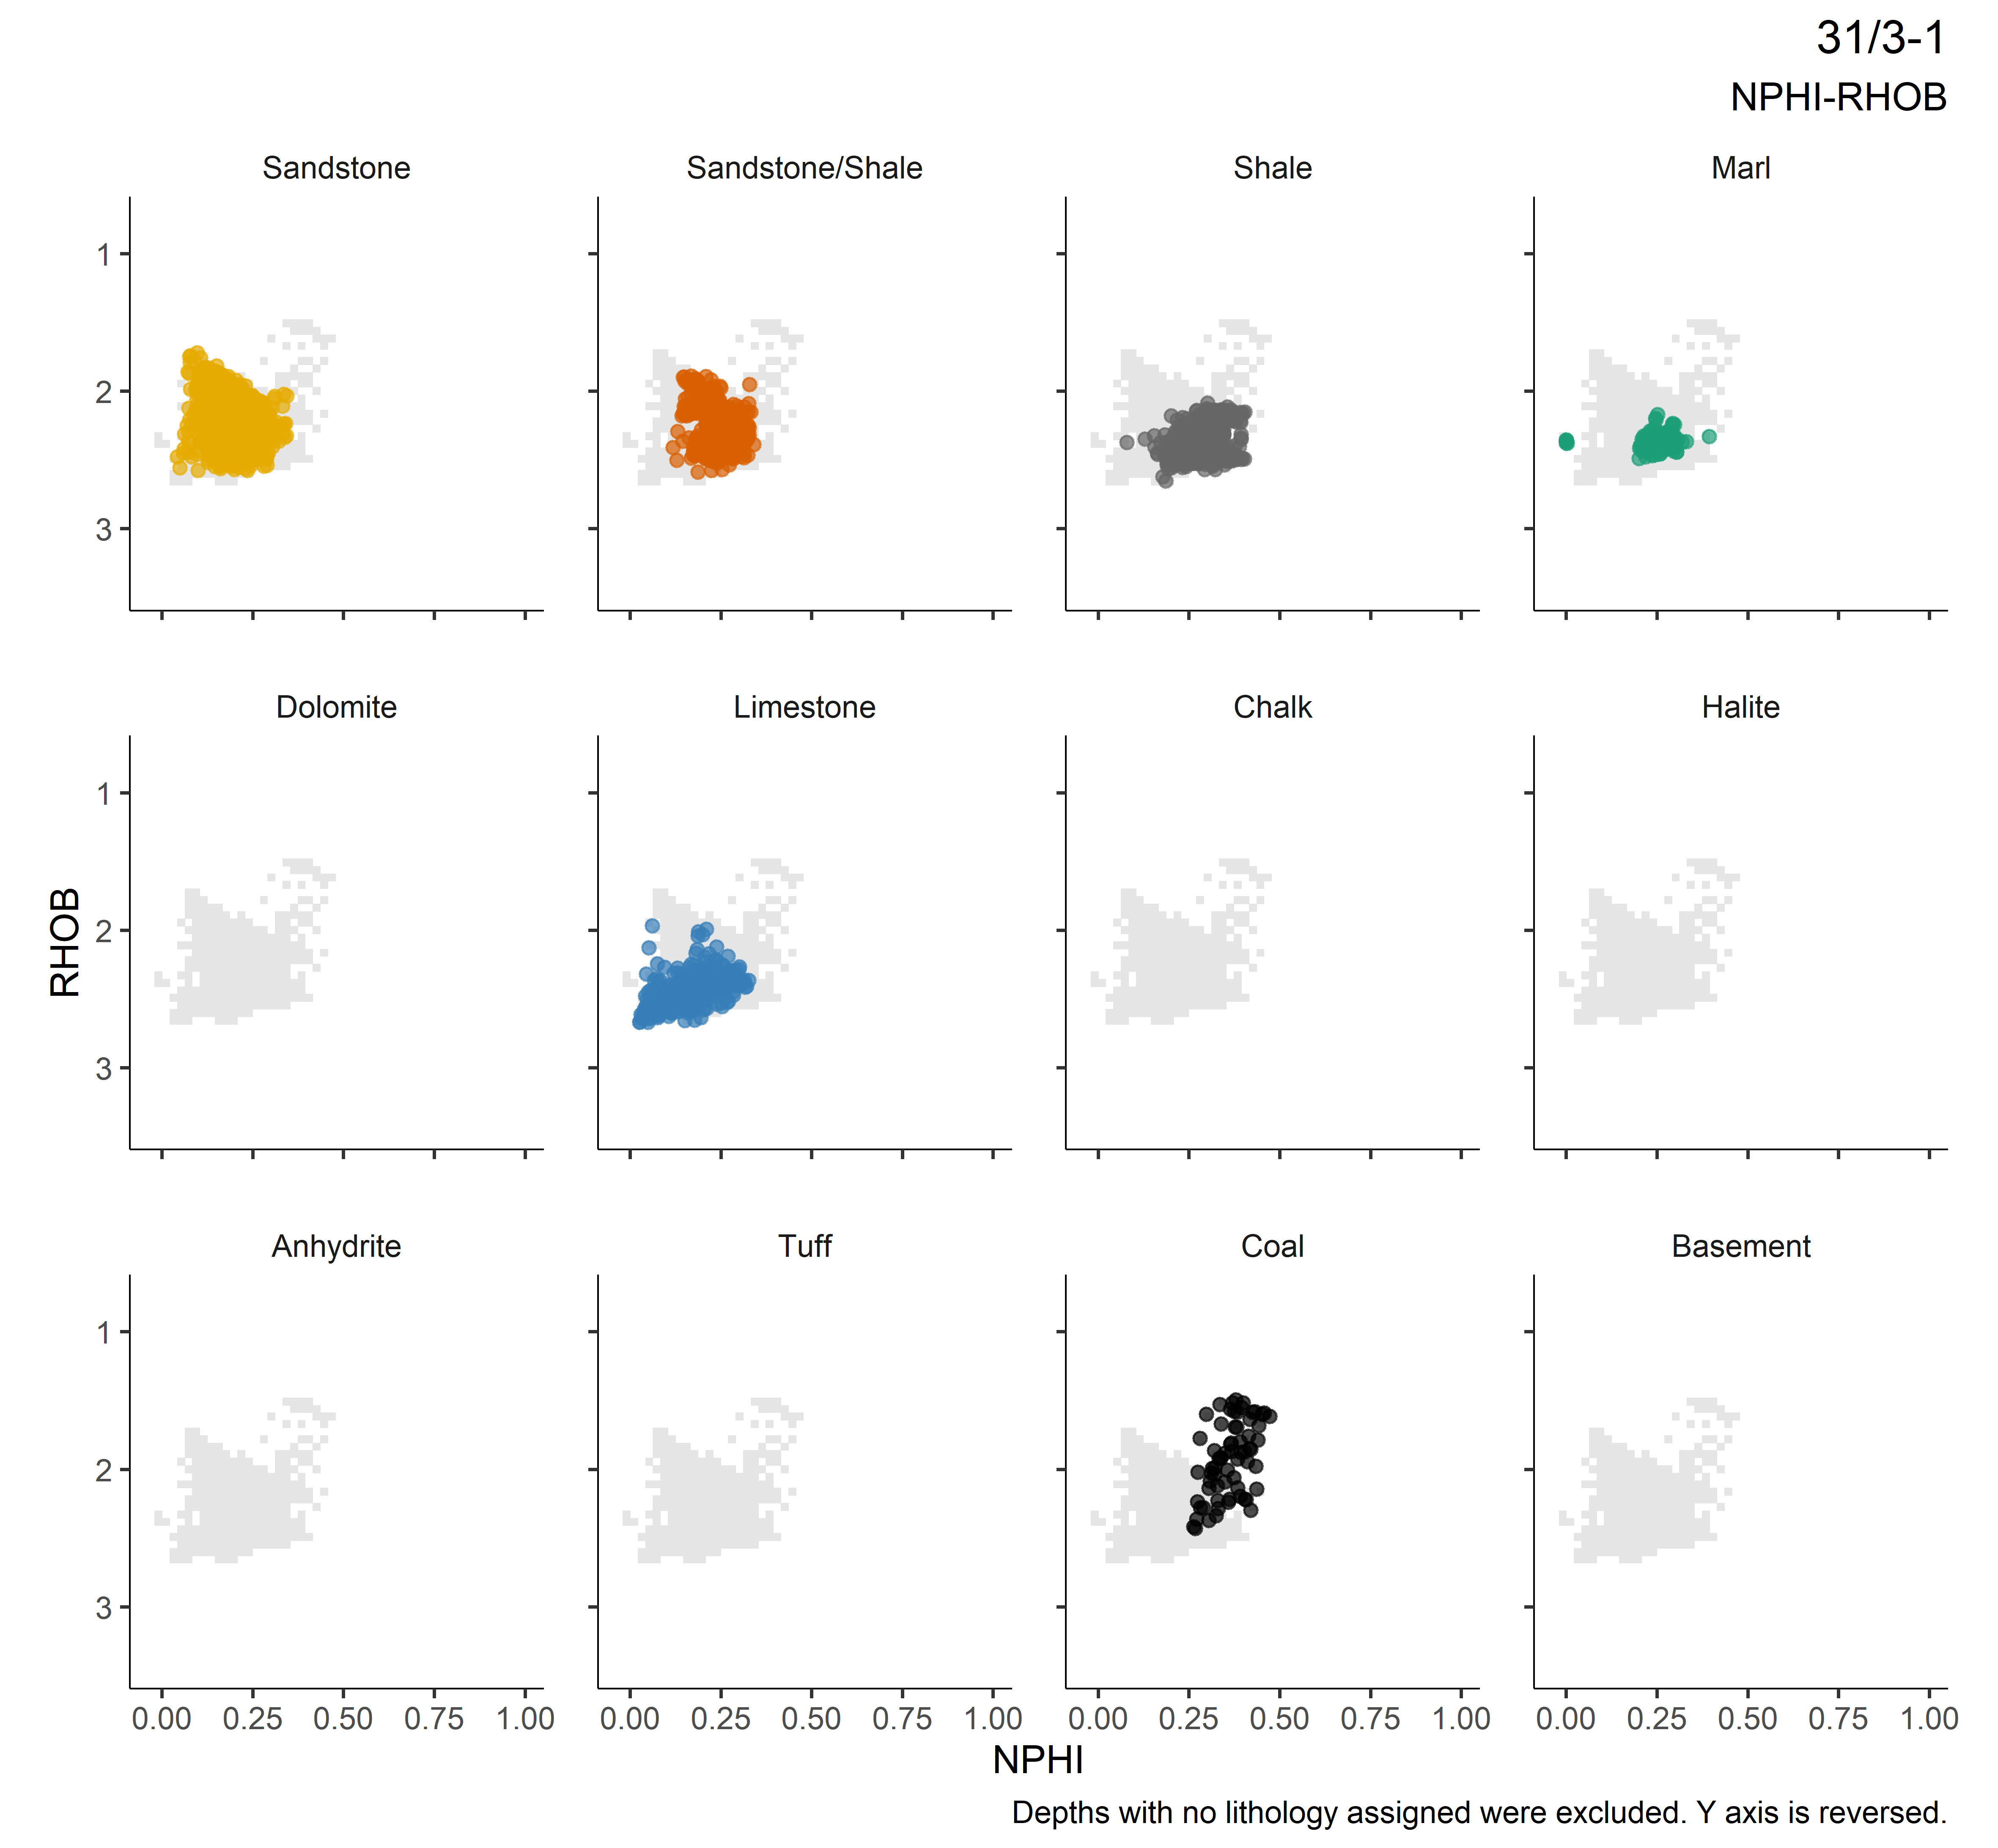 31/3-1
NPHI-RHOB
Sandstone Sandstone/Shale Shale Marl
1
2
3
Dolomite Limestone Chalk Halite
1
2
3
RHOB
Anhydrite Tuff Coal Basement
1
2
3
0.00 0.25 0.50 0.75 1.00 0.00 0.25 0.50 0.75 1.00 0.00 0.25 0.50 0.75 1.00 0.00 0.25 0.50 0.75 1.00
NPHI
Depths with no lithology assigned were excluded. Y axis is reversed.